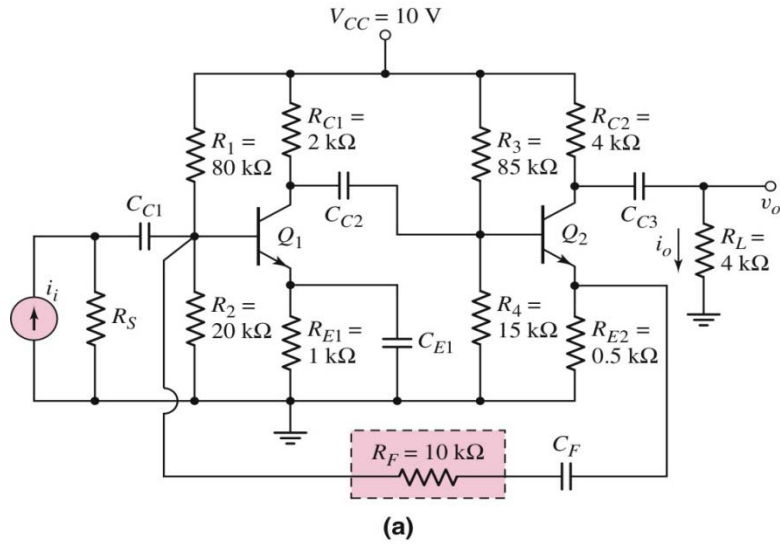 V_CC = 10 V
R_1 =
80 kΩ
R_C1 =
2 kΩ
R_3 =
85 kΩ
R_C2 =
4 kΩ
C_C1
C_C2
C_C3
v_o
Q_1
Q_2
i_o
R_L =
4 kΩ
i_i
R_S
R_2 =
20 kΩ
R_E1 =
1 kΩ
C_E1
R_4 =
15 kΩ
R_E2 =
0.5 kΩ
R_F = 10 kΩ
C_F
(a)